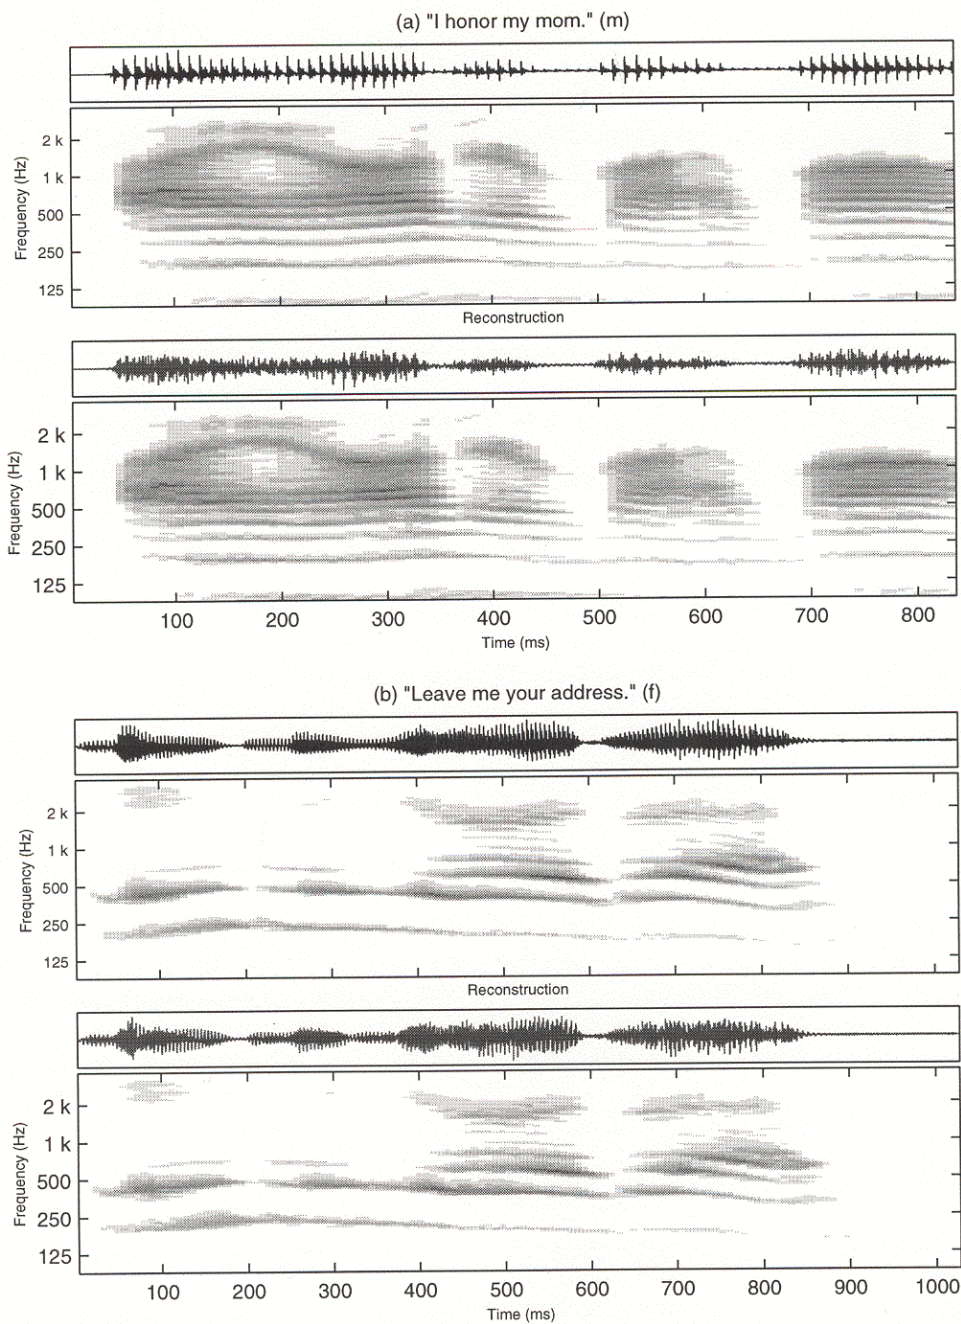 (a) "I honor my mom." (m)
2 k
1 k
500
250
125
Frequency (Hz)
Reconstruction
2 k
1 k
500
250
125
Frequency (Hz)
100 200 300 400 500 600 700 800
Time (ms)
(b) "Leave me your address." (f)
2 k
1 k
500
250
125
Frequency (Hz)
Reconstruction
2 k
1 k
500
250
125
Frequency (Hz)
100 200 300 400 500 600 700 800 900 1000
Time (ms)